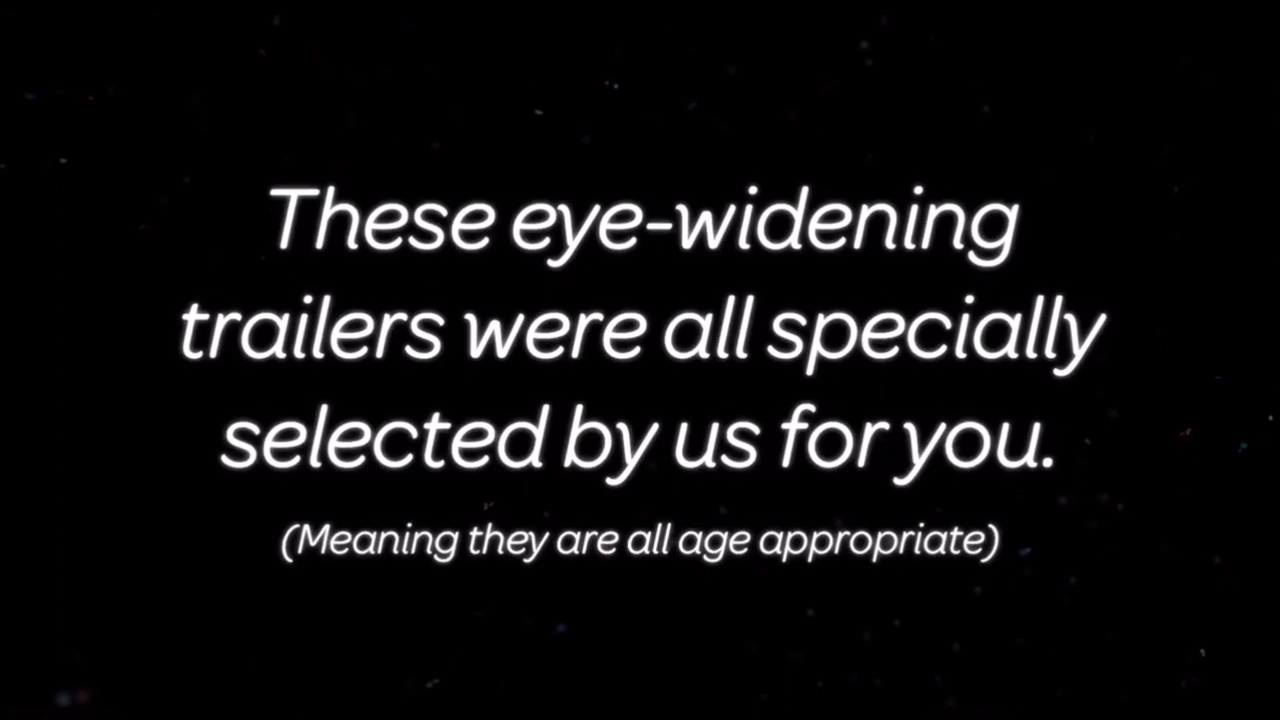 These eye-widening
trailers were all specially
selected by us for you.
(Meaning they are all age appropriate)